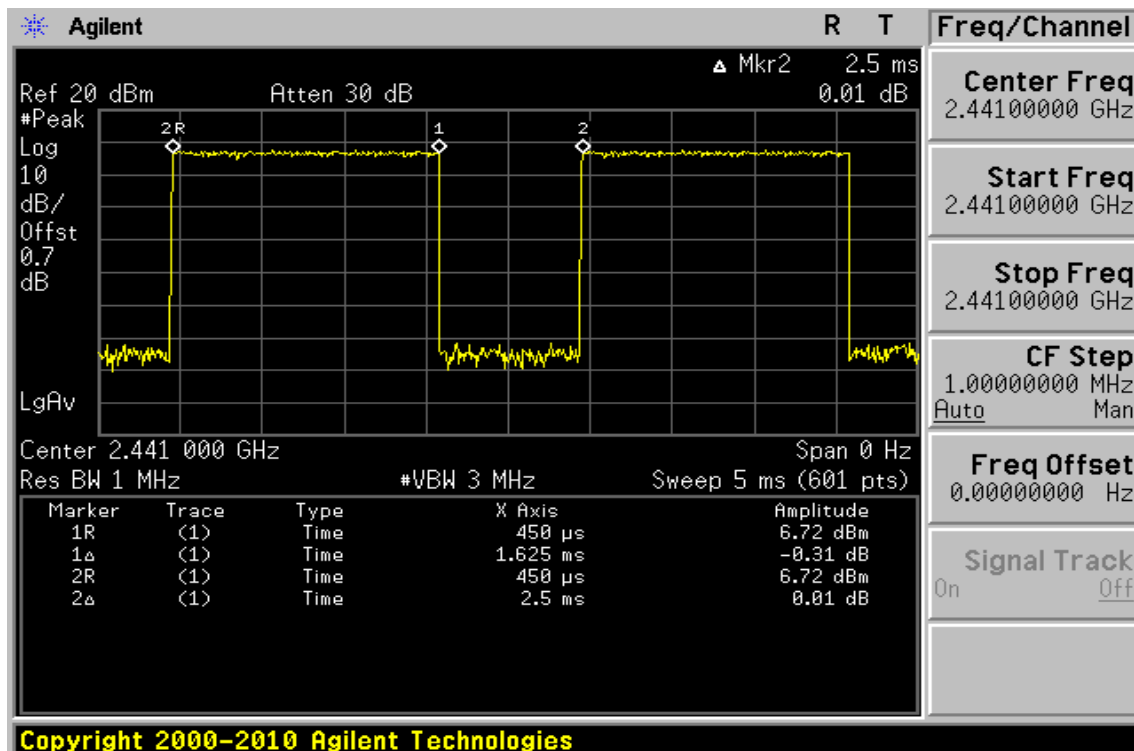 Agilent R T Freq/Channel
▵ Mkr2 2.5 ms
Ref 20 dBm Atten 30 dB 0.01 dB
#Peak
Log
10
dB/
Offst
0.7
dB
LgAv
2R 1 2
Center 2.441 000 GHz Span 0 Hz
Res BW 1 MHz #VBW 3 MHz Sweep 5 ms (601 pts)
Marker Trace Type X Axis Amplitude
1R (1) Time 450 µs 6.72 dBm
1▵ (1) Time 1.625 ms -0.31 dB
2R (1) Time 450 µs 6.72 dBm
2▵ (1) Time 2.5 ms 0.01 dB
Center Freq
2.44100000 GHz
Start Freq
2.44100000 GHz
Stop Freq
2.44100000 GHz
CF Step
1.00000000 MHz
Auto Man
Freq Offset
0.00000000 Hz
Signal Track
On Off
Copyright 2000-2010 Agilent Technologies